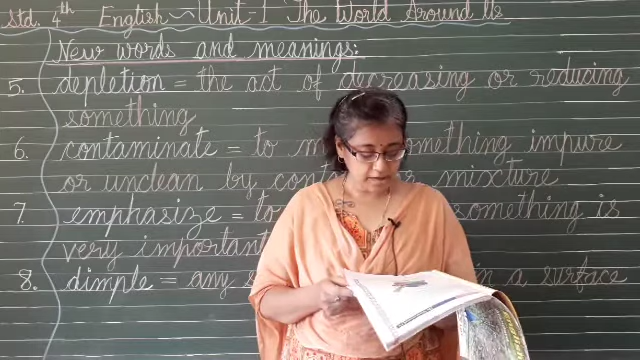 Std. 4th English - Unit-1 The World Around Us
New words and meanings:
5. depletion = the act of decreasing or reducing
something
6. contaminate = to something impure
or unclean by mixture
7. emphasize = to something is
very important
8. dimple = any in a surface